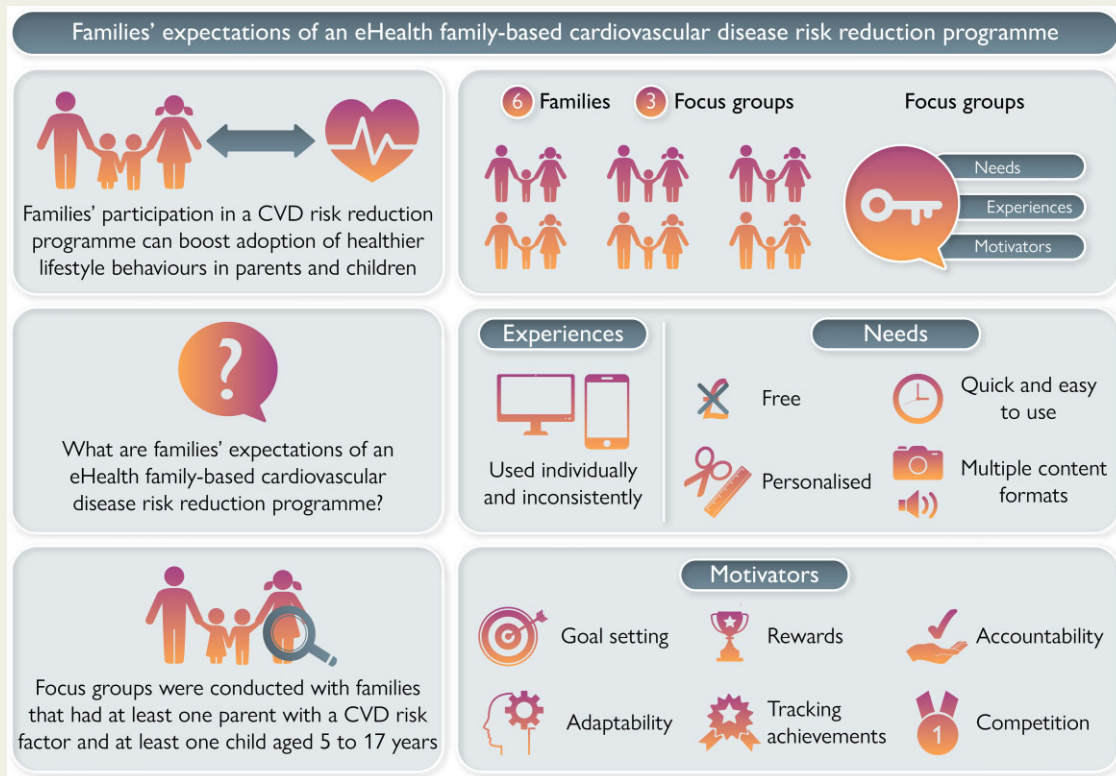 Families' expectations of an eHealth family-based cardiovascular disease risk reduction programme
Families' participation in a CVD risk reduction
programme can boost adoption of healthier
lifestyle behaviours in parents and children
6 Families
3 Focus groups
Focus groups
Needs
Experiences
Motivators
?
What are families' expectations of an
eHealth family-based cardiovascular
disease risk reduction programme?
Experiences
Used individually
and inconsistently
Needs
£
Free
Quick and easy
to use
Personalised
Multiple content
formats
Focus groups were conducted with families
that had at least one parent with a CVD risk
factor and at least one child aged 5 to 17 years
Motivators
Goal setting
Rewards
Accountability
Adaptability
Tracking
achievements
1
Competition